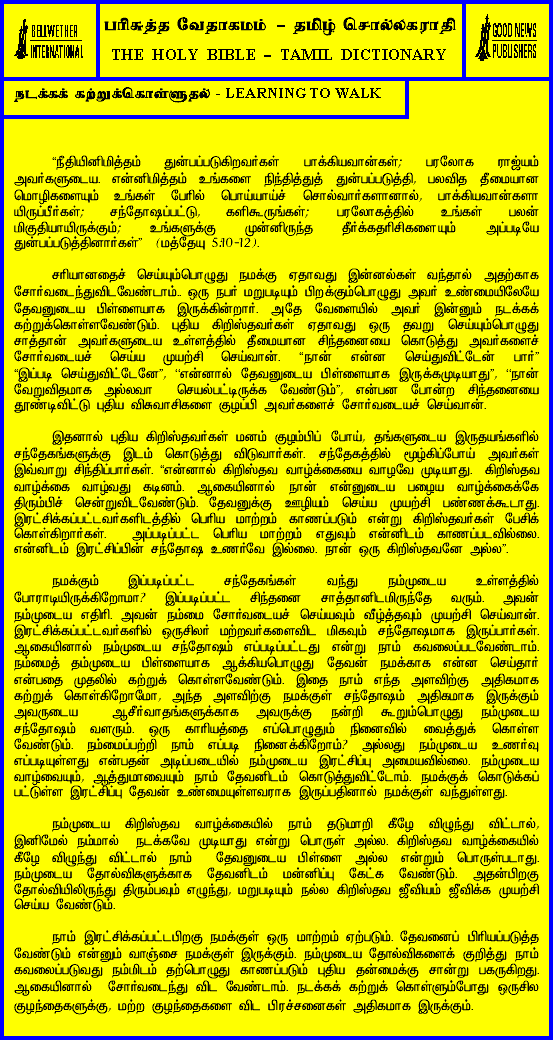 BELLWETHER
INTERNATIONAL
பரிசுத்த வேதாகமம் – தமிழ் சொல்லகராதி
THE HOLY BIBLE – TAMIL DICTIONARY
GOOD NEWS
PUBLISHERS
நடக்கக் கற்றுக்கொள்ளுதல் - LEARNING TO WALK
“நீதியினிமித்தம் துன்பப்படுகிறவர்கள் பாக்கியவான்கள்; பரலோக ராஜ்யம்
அவர்களுடைய. என்னிமித்தம் உங்களை நிந்தித்துத் துன்பப்படுத்தி, பலவித தீமையான
மொழிகளையும் உங்கள் பேரில் பொய்யாய்ச் சொல்வார்களானால், பாக்கியவான்களா
யிருப்பீர்கள்; சந்தோஷப்பட்டு, களிகூருங்கள்; பரலோகத்தில் உங்கள் பலன்
மிகுதியாயிருக்கும்; உங்களுக்கு முன்னிருந்த தீர்க்கதரிசிகளையும் அப்படியே
துன்பப்படுத்தினார்கள்” (மத்தேயு 5:10-12).
சரியானதைச் செய்யும்பொழுது நமக்கு ஏதாவது இன்னல்கள் வந்தால் அதற்காக
சோர்வடைந்துவிடவேண்டாம்.. ஒரு நபர் மறுபடியும் பிறக்கும்பொழுது அவர் உண்மையிலேயே
தேவனுடைய பிள்ளையாக இருக்கின்றார். அதே வேளையில் அவர் இன்னும் நடக்கக்
கற்றுக்கொள்ளவேண்டும். புதிய கிறிஸ்தவர்கள் ஏதாவது ஒரு தவறு செய்யும்பொழுது
சாத்தான் அவர்களுடைய உள்ளத்தில் தீமையான சிந்தனையை கொடுத்து அவர்களைச்
சோர்வடையச் செய்ய முயற்சி செய்வான். “நான் என்ன செய்துவிட்டேன் பார்”
“இப்படி செய்துவிட்டேனே”, “என்னால் தேவனுடைய பிள்ளையாக இருக்கமுடியாது”, “நான்
வேறுவிதமாக அல்லவா செயல்பட்டிருக்க வேண்டும்”, என்பன போன்ற சிந்தனையை
தூண்டிவிட்டு புதிய விசுவாசிகளை குழப்பி அவர்களைச் சோர்வடையச் செய்வான்.
இதனால் புதிய கிறிஸ்தவர்கள் மனம் குழம்பிப் போய், தங்களுடைய இருதயங்களில்
சந்தேகங்களுக்கு இடம் கொடுத்து விடுவார்கள். சந்தேகத்தில் மூழ்கிப்போய் அவர்கள்
இவ்வாறு சிந்திப்பார்கள். “என்னால் கிறிஸ்தவ வாழ்க்கையை வாழவே முடியாது. கிறிஸ்தவ
வாழ்க்கை வாழ்வது கடினம். ஆகையினால் நான் என்னுடைய பழைய வாழ்க்கைக்கே
திரும்பிச் சென்றுவிடவேண்டும். தேவனுக்கு ஊழியம் செய்ய முயற்சி பண்ணக்கூடாது.
இரட்சிக்கப்பட்டவர்களிடத்தில் பெரிய மாற்றம் காணப்படும் என்று கிறிஸ்தவர்கள் பேசிக்
கொள்கிறார்கள். அப்படிப்பட்ட பெரிய மாற்றம் எதுவும் என்னிடம் காணப்படவில்லை.
என்னிடம் இரட்சிப்பின் சந்தோஷ உணர்வே இல்லை. நான் ஒரு கிறிஸ்தவனே அல்ல”.
நமக்கும் இப்படிப்பட்ட சந்தேகங்கள் வந்து நம்முடைய உள்ளத்தில்
போராடியிருக்கிறோமா? இப்படிப்பட்ட சிந்தனை சாத்தானிடமிருந்தே வரும். அவன்
நம்முடைய எதிரி. அவன் நம்மை சோர்வடையச் செய்யவும் வீழ்த்தவும் முயற்சி செய்வான்.
இரட்சிக்கப்பட்டவர்களில் ஒருசிலர் மற்றவர்களைவிட மிகவும் சந்தோஷமாக இருப்பார்கள்.
ஆகையினால் நம்முடைய சந்தோஷம் எப்படிப்பட்டது என்று நாம் கவலைப்படவேண்டாம்.
நம்மைத் தம்முடைய பிள்ளையாக ஆக்கியபொழுது தேவன் நமக்காக என்ன செய்தார்
என்பதை முதலில் கற்றுக் கொள்ளவேண்டும். இதை நாம் எந்த அளவிற்கு அதிகமாக
கற்றுக் கொள்கிறோமோ, அந்த அளவிற்கு நமக்குள் சந்தோஷம் அதிகமாக இருக்கும்
அவருடைய ஆசீர்வாதங்களுக்காக அவருக்கு நன்றி கூறும்பொழுது நம்முடைய
சந்தோஷம் வளரும். ஒரு காரியத்தை எப்பொழுதும் நினைவில் வைத்துக் கொள்ள
வேண்டும். நம்மைப்பற்றி நாம் எப்படி நினைக்கிறோம்? அல்லது நம்முடைய உணர்வு
எப்படியுள்ளது என்பதன் அடிப்படையில் நம்முடைய இரட்சிப்பு அமையவில்லை. நம்முடைய
வாழ்வையும், ஆத்துமாவையும் நாம் தேவனிடம் கொடுத்துவிட்டோம். நமக்குக் கொடுக்கப்
பட்டுள்ள இரட்சிப்பு தேவன் உண்மையுள்ளவராக இருப்பதினால் நமக்குள் வந்துள்ளது.
நம்முடைய கிறிஸ்தவ வாழ்க்கையில் நாம் தடுமாறி கீழே விழுந்து விட்டால்,
இனிமேல் நம்மால் நடக்கவே முடியாது என்று பொருள் அல்ல. கிறிஸ்தவ வாழ்க்கையில்
கீழே விழுந்து விட்டால் நாம் தேவனுடைய பிள்ளை அல்ல என்றும் பொருள்படாது.
நம்முடைய தோல்விகளுக்காக தேவனிடம் மன்னிப்பு கேட்க வேண்டும். அதன்பிறகு
தோல்வியிலிருந்து திரும்பவும் எழுந்து, மறுபடியும் நல்ல கிறிஸ்தவ ஜீவியம் ஜீவிக்க முயற்சி
செய்ய வேண்டும்.
நாம் இரட்சிக்கப்பட்டபிறகு நமக்குள் ஒரு மாற்றம் ஏற்படும். தேவனைப் பிரியப்படுத்த
வேண்டும் என்னும் வாஞ்சை நமக்குள் இருக்கும். நம்முடைய தோல்விகளைக் குறித்து நாம்
கவலைப்படுவது நம்மிடம் தற்பொழுது காணப்படும் புதிய தன்மைக்கு சான்று பகருகிறது.
ஆகையினால் சோர்வடைந்து விட வேண்டாம். நடக்கக் கற்றுக் கொள்ளும்போது ஒருசில
குழந்தைகளுக்கு, மற்ற குழந்தைகளை விட பிரச்சனைகள் அதிகமாக இருக்கும்.